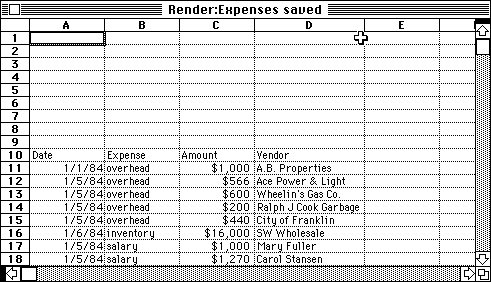 Render:Expenses saved
A B C D E
1
2
3
4
5
6
7
8
9
10 Date Expense Amount Vendor
11 1/1/84 overhead $1,000 A.B. Properties
12 1/5/84 overhead $566 Ace Power & Light
13 1/5/84 overhead $600 Wheelin's Gas Co.
14 1/5/84 overhead $200 Ralph J Cook Garbage
15 1/5/84 overhead $440 City of Franklin
16 1/6/84 inventory $16,000 SW Wholesale
17 1/5/84 salary $1,000 Mary Fuller
18 1/5/84 salary $1,270 Carol Stansen